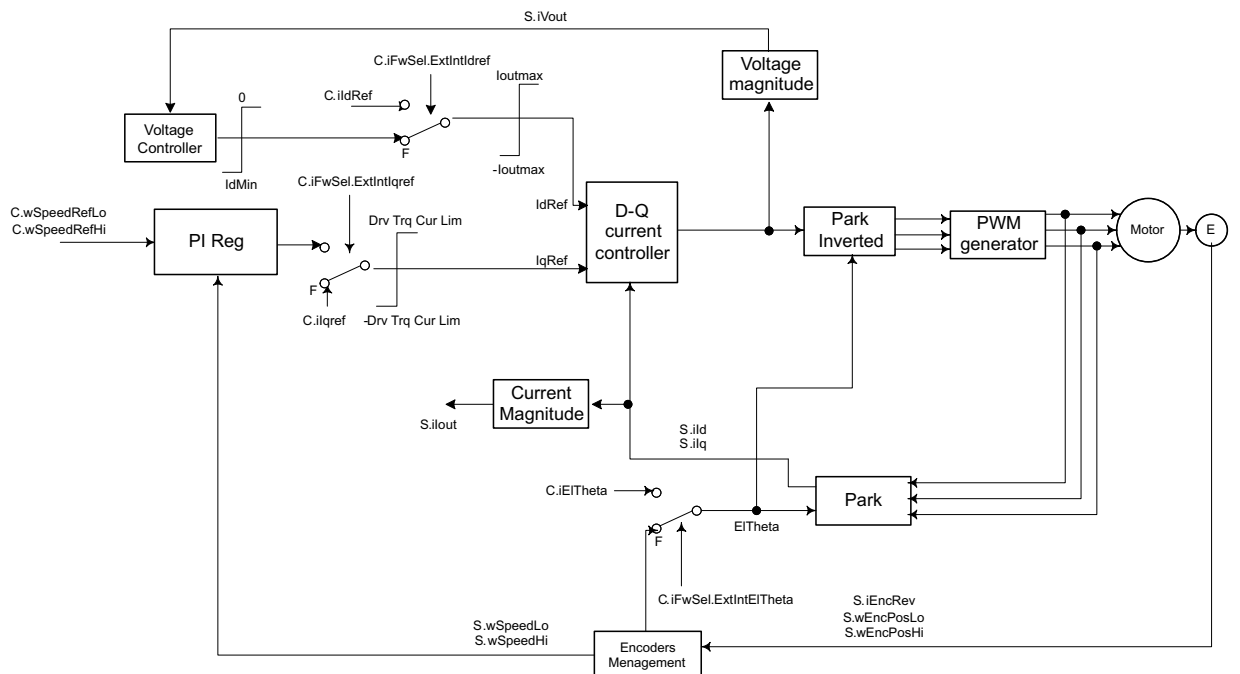 S.iVout
C.iFwSel.ExtIntIdref
Ioutmax
Voltage
magnitude
0
C.iIdRef
Voltage
Controller
F
-Ioutmax
IdMin
C.iFwSel.ExtIntIqref
C.wSpeedRefLo
C.wSpeedRefHi
PI Reg
Drv Trq Cur Lim
IdRef
D-Q
current
controller
Park
Inverted
PWM
generator
Motor
E
IqRef
F
C.iIqref
-Drv Trq Cur Lim
Current
Magnitude
S.iIout
S.iId
S.iIq
C.iElTheta
Park
F
ElTheta
C.iFwSel.ExtIntElTheta
S.iEncRev
S.wEncPosLo
S.wEncPosHi
S.wSpeedLo
S.wSpeedHi
Encoders
Menagement